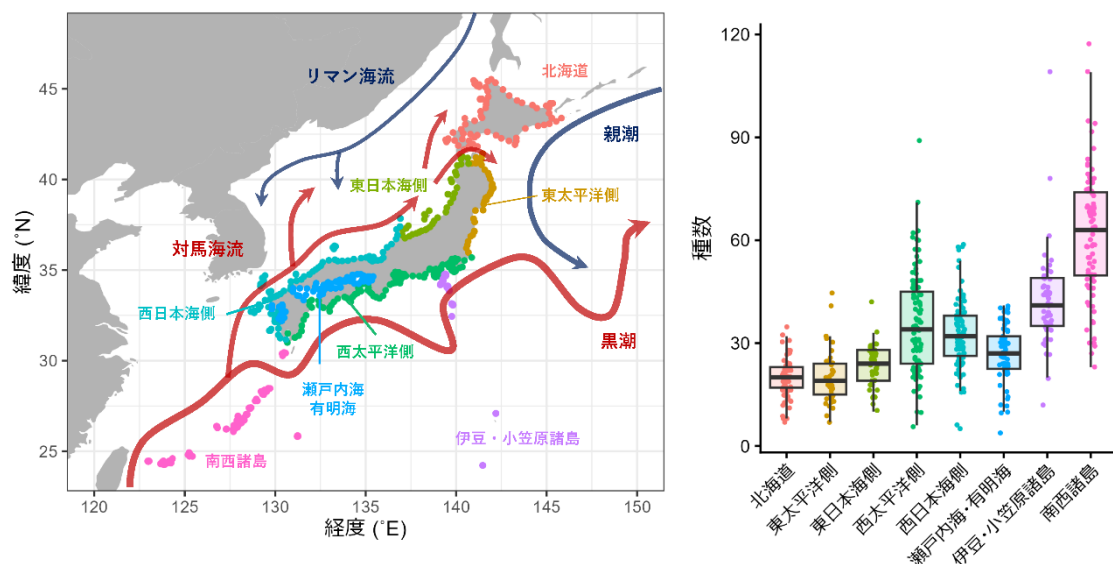 リマン海流
北海道
親潮
東日本海側
東太平洋側
対馬海流
西日本海側
西太平洋側
黒潮
瀬戸内海
有明海
伊豆・小笠原諸島
南西諸島
緯度 (°N)
45
40
35
30
25
120
125
130
135
140
145
150
経度 (°E)
種数
120
90
60
30
0
北海道
東太平洋側
東日本海側
西太平洋側
西日本海側
瀬戸内海・有明海
伊豆・小笠原諸島
南西諸島